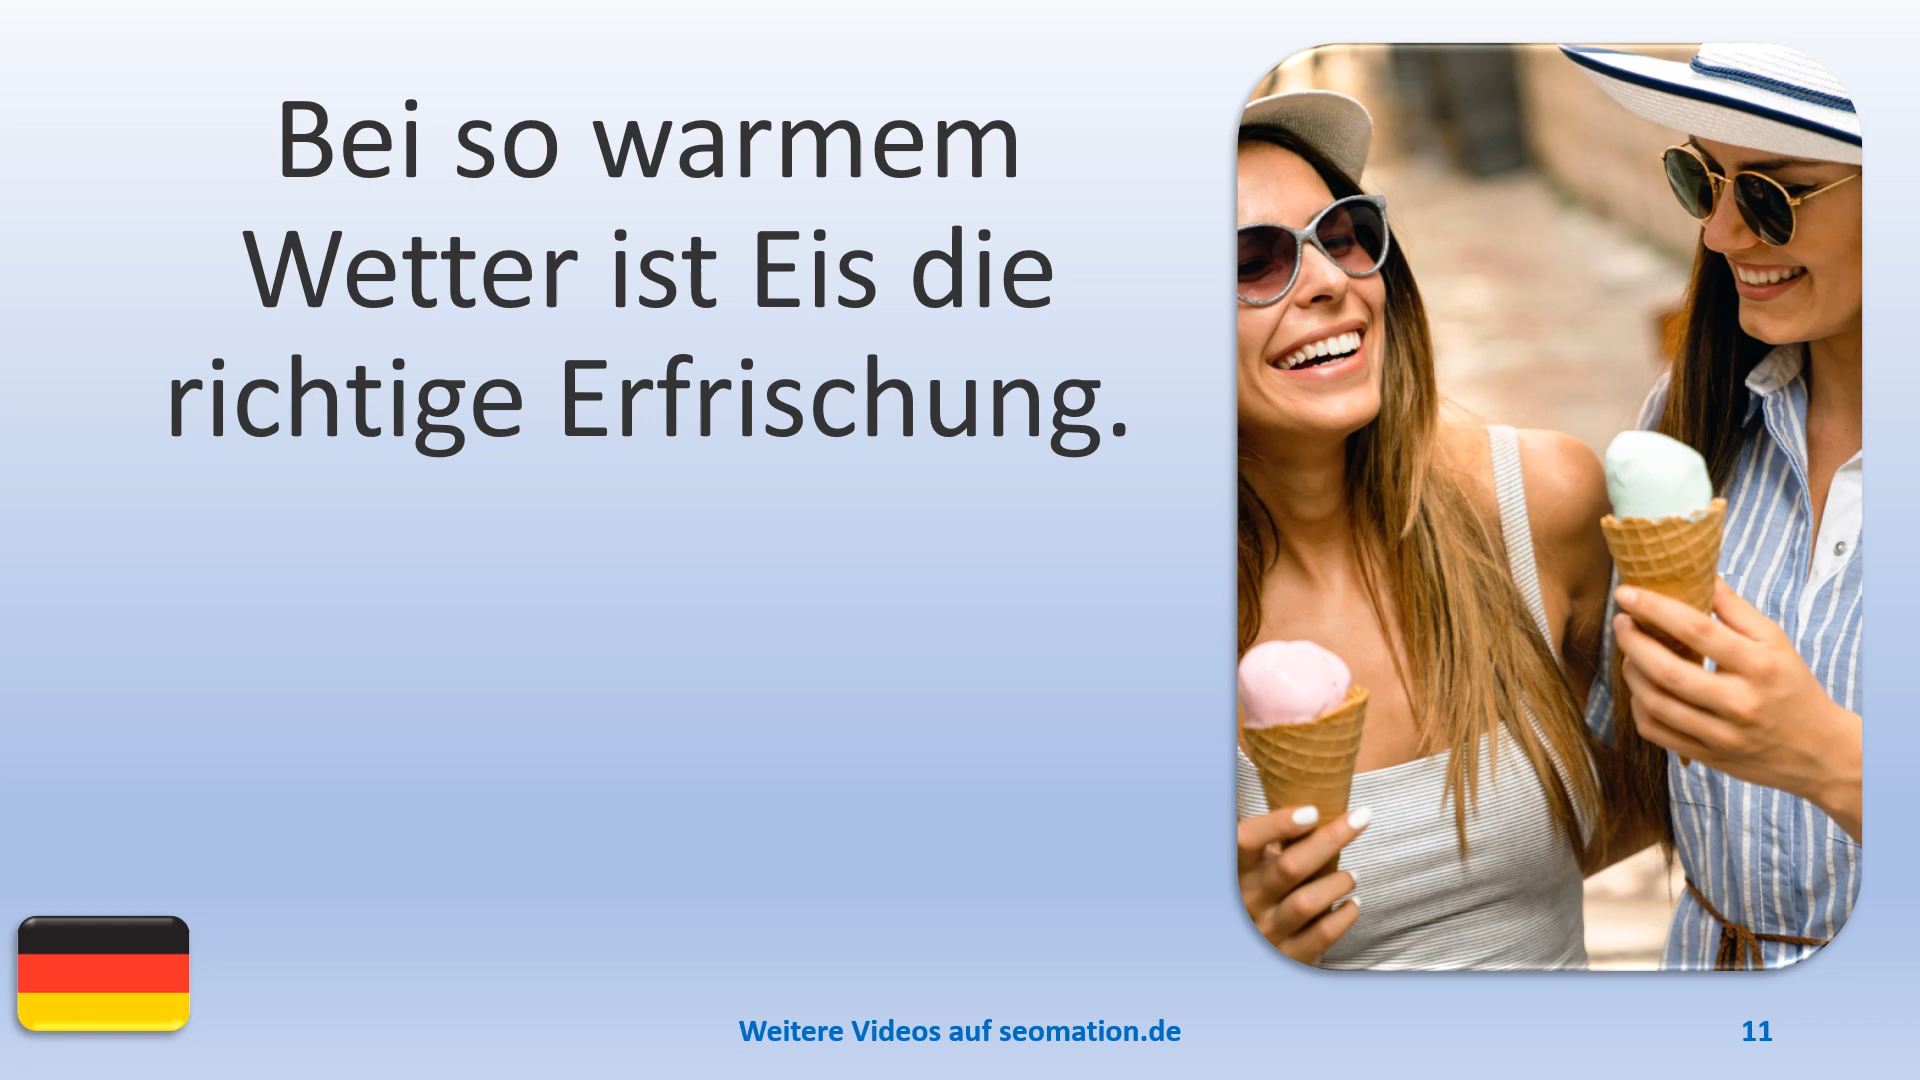 Bei so warmem
Wetter ist Eis die
richtige Erfrischung.
Weitere Videos auf seomation.de
11